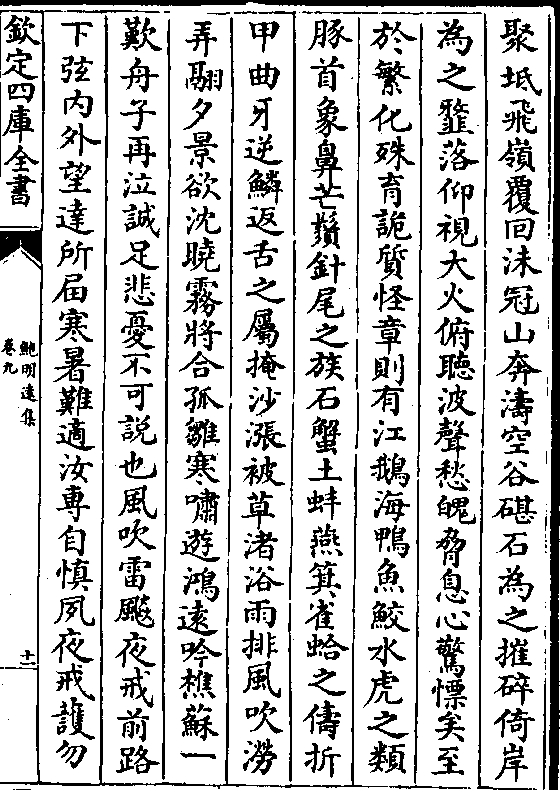 聚坻飛嶺覆回沫冠山奔濤空谷碪石為之摧碎倚岸
為之韲落仰視大火俯聽波聲愁魄脅息心驚慓矣至
於繁化殊育詭質怪章則有江鵝海鴨魚鮫水虎之類
豚首象鼻芒鬚針尾之族石蟹土蚌燕箕雀蛤之儔折
甲曲牙逆鱗返舌之屬掩沙漲被草渚浴雨排風吹澇
弄翮夕景欲沈曉霧將合孤雛寒嘯遊鴻遠吟樵蘇一
歎舟子再泣誠足悲憂不可説也風吹雷飈夜戒前路
下弦内外望達所届寒暑難適汝專自慎夙夜戒護勿
欽定四庫全書
鮑明遠集
卷九
十一